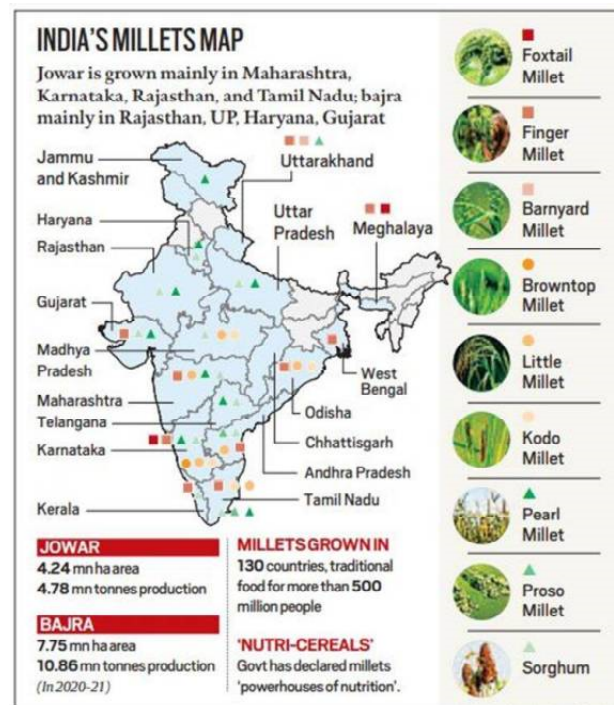 INDIA'S MILLETS MAP
Jowar is grown mainly in Maharashtra,
Karnataka, Rajasthan, and Tamil Nadu; bajra
mainly in Rajasthan, UP, Haryana, Gujarat
Jammu
and Kashmir
Uttarakhand
Haryana
Uttar
Pradesh
Meghalaya
Rajasthan
Gujarat
Madhya
Pradesh
West
Bengal
Maharashtra
Odisha
Telangana
Chhattisgarh
Karnataka
Andhra Pradesh
Tamil Nadu
Kerala
JOWAR
4.24 mn ha area
4.78 mn tonnes production
BAJRA
7.75 mn ha area
10.86 mn tonnes production
(In 2020-21)
MILLETS GROWN IN
130 countries, traditional
food for more than 500
million people
'NUTRI-CEREALS'
Govt has declared millets
'powerhouses of nutrition'.
Foxtail
Millet
Finger
Millet
Barnyard
Millet
Browntop
Millet
Little
Millet
Kodo
Millet
Pearl
Millet
Proso
Millet
Sorghum